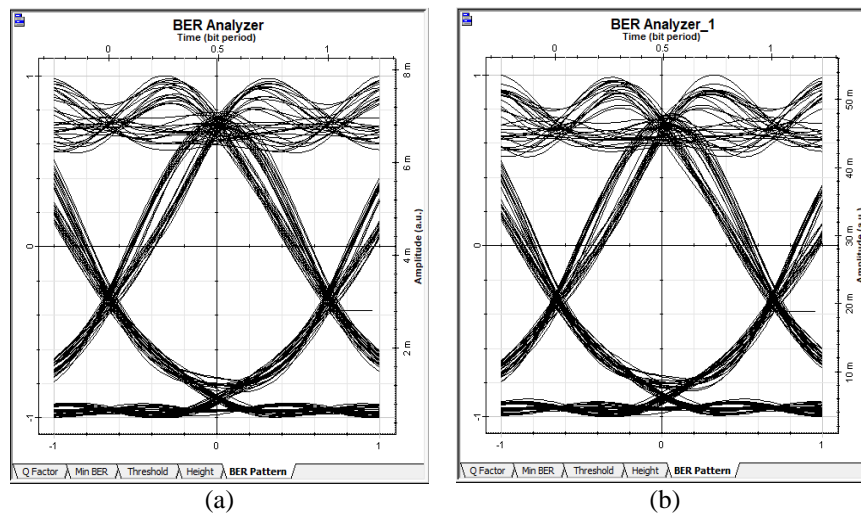 BER Analyzer
Time (bit period)
0 0.5 1
1
0
-1
8 m
6 m
4 m
2 m
Amplitude (a.u.)
-1 0 1
Q Factor Min BER Threshold Height BER Pattern
(a)
BER Analyzer_1
Time (bit period)
0 0.5 1
1
0
-1
50 m
40 m
30 m
20 m
10 m
Amplitude (a.u.)
-1 0 1
Q Factor Min BER Threshold Height BER Pattern
(b)